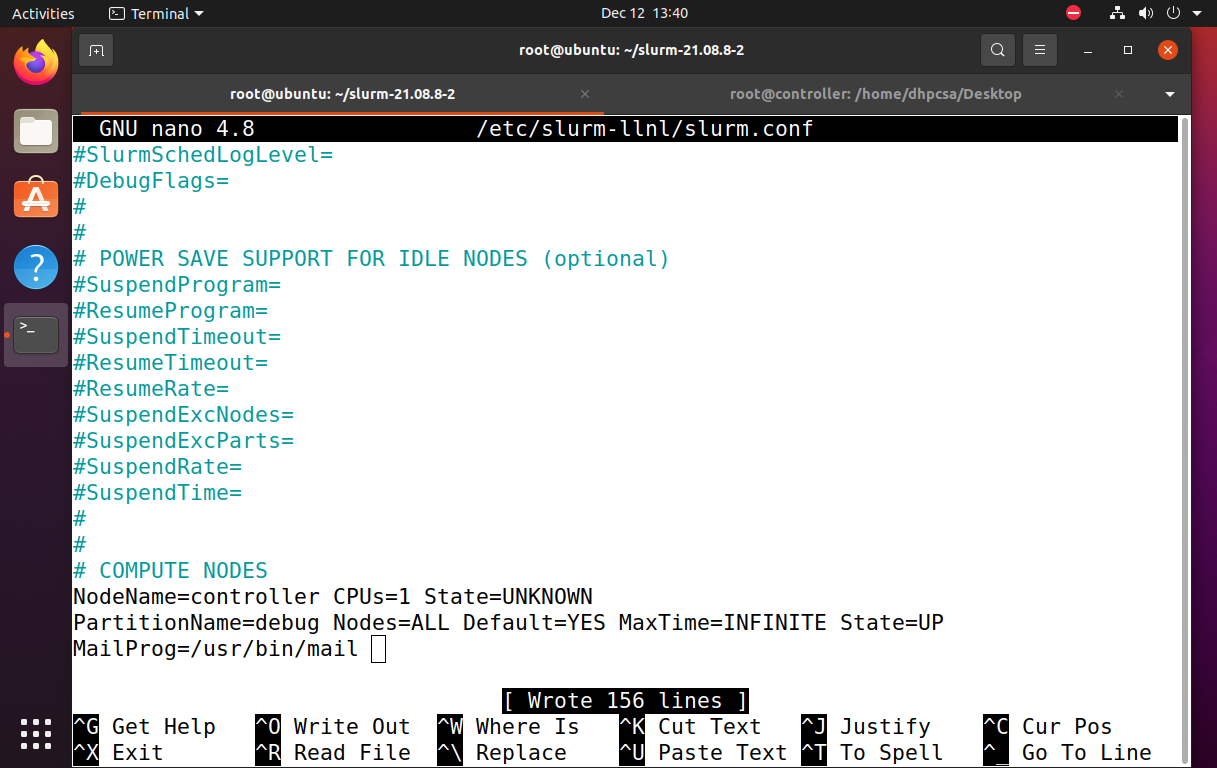 Activities Terminal Dec 12 13:40
root@ubuntu: ~/slurm-21.08.8-2
root@ubuntu: ~/slurm-21.08.8-2 root@controller: /home/dhpcsa/Desktop
GNU nano 4.8 /etc/slurm-llnl/slurm.conf
#SlurmSchedLogLevel=
#DebugFlags=
#
#
# POWER SAVE SUPPORT FOR IDLE NODES (optional)
#SuspendProgram=
#ResumeProgram=
#SuspendTimeout=
#ResumeTimeout=
#ResumeRate=
#SuspendExcNodes=
#SuspendExcParts=
#SuspendRate=
#SuspendTime=
#
#
# COMPUTE NODES
NodeName=controller CPUs=1 State=UNKNOWN
PartitionName=debug Nodes=ALL Default=YES MaxTime=INFINITE State=UP
MailProg=/usr/bin/mail
[ Wrote 156 lines ]
^G Get Help ^O Write Out ^W Where Is ^K Cut Text ^J Justify ^C Cur Pos
^X Exit ^R Read File ^\ Replace ^U Paste Text ^T To Spell ^_ Go To Line